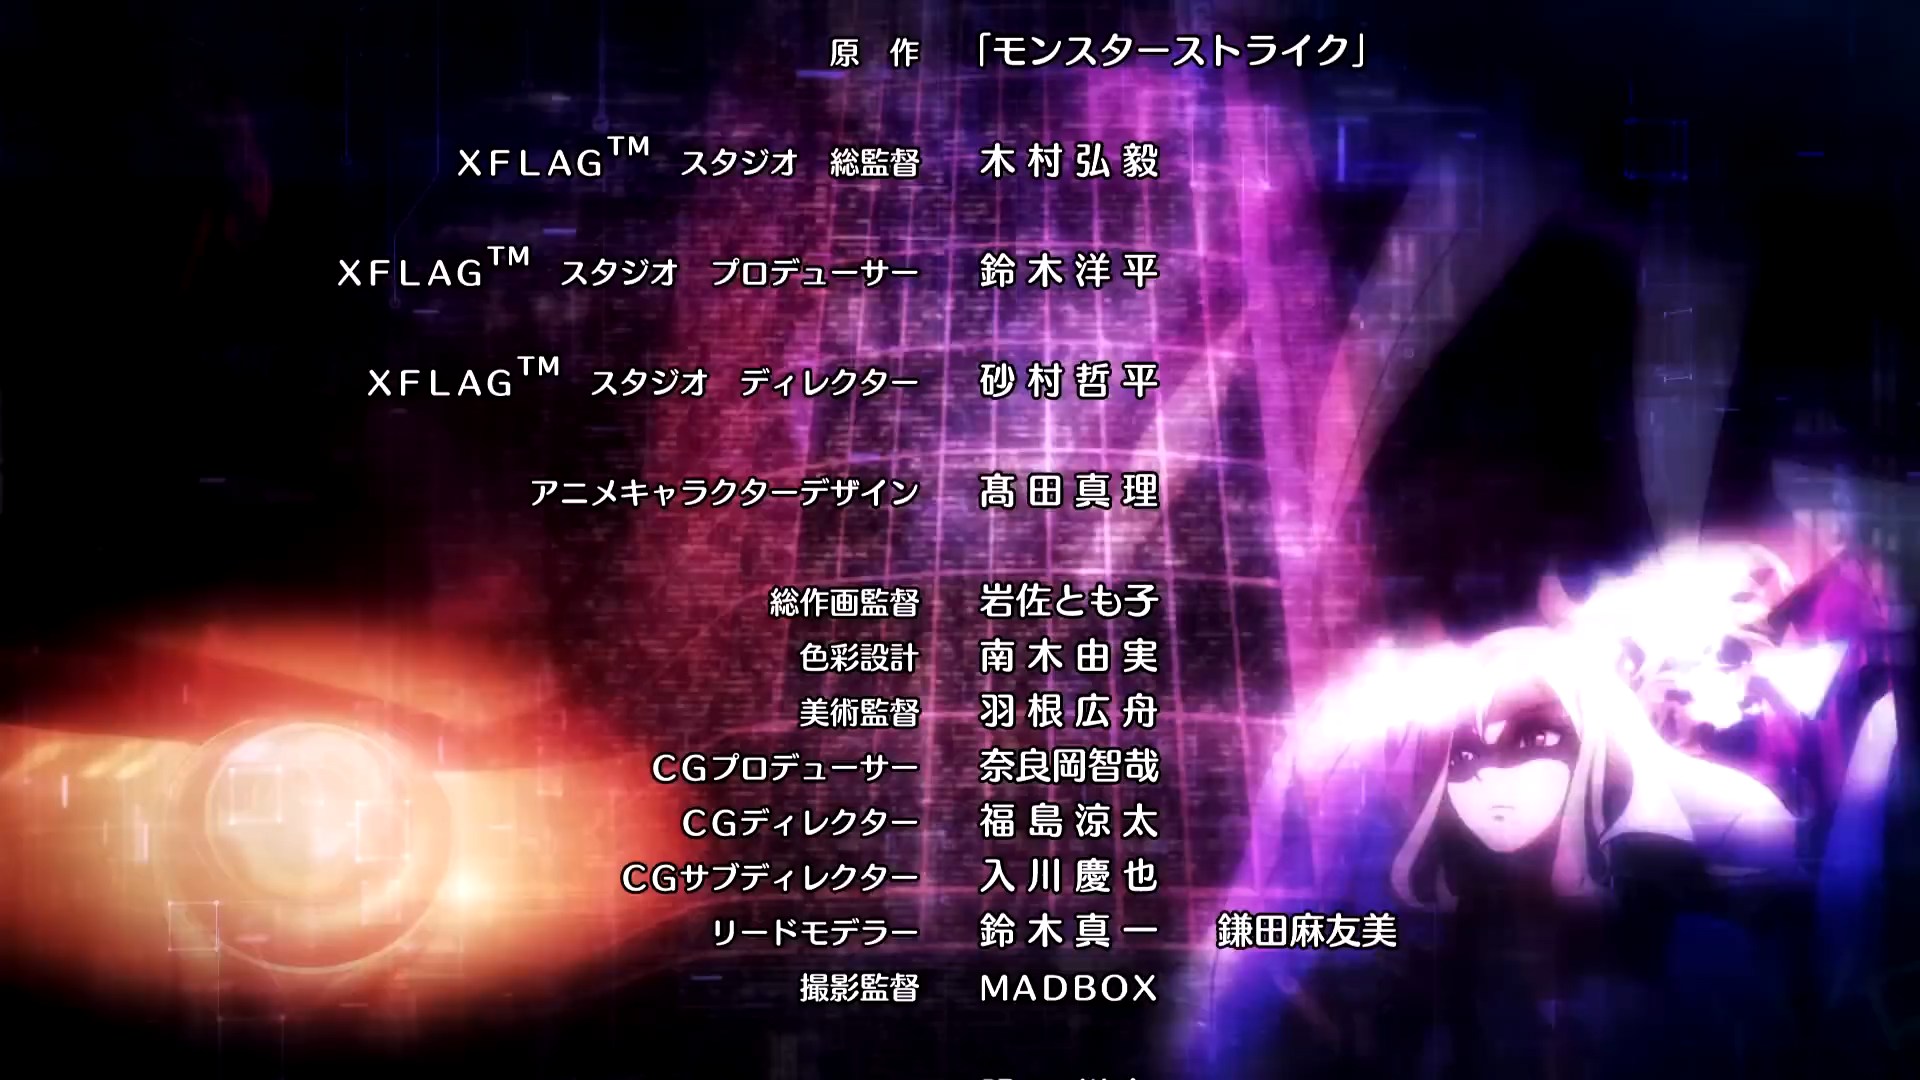 原　作　「モンスターストライク」
XFLAG™　スタジオ　総監督　木村弘毅
XFLAG™　スタジオ　プロデューサー　鈴木洋平
XFLAG™　スタジオ　ディレクター　砂村哲平
アニメキャラクターデザイン　髙田真理
総作画監督　岩佐とも子
色彩設計　南木由実
美術監督　羽根広舟
CGプロデューサー　奈良岡智哉
CGディレクター　福島涼太
CGサブディレクター　入川慶也
リードモデラー　鈴木真一　鎌田麻友美
撮影監督　MADBOX